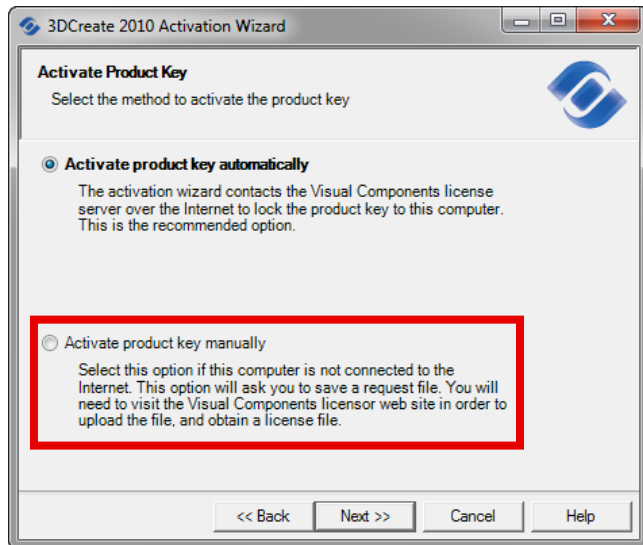 3DCreate 2010 Activation Wizard
Activate Product Key
Select the method to activate the product key
Activate product key automatically
The activation wizard contacts the Visual Components license
server over the Internet to lock the product key to this computer.
This is the recommended option.
Activate product key manually
Select this option if this computer is not connected to the
Internet. This option will ask you to save a request file. You will
need to visit the Visual Components licensor web site in order to
upload the file, and obtain a license file.
<< Back Next >> Cancel Help